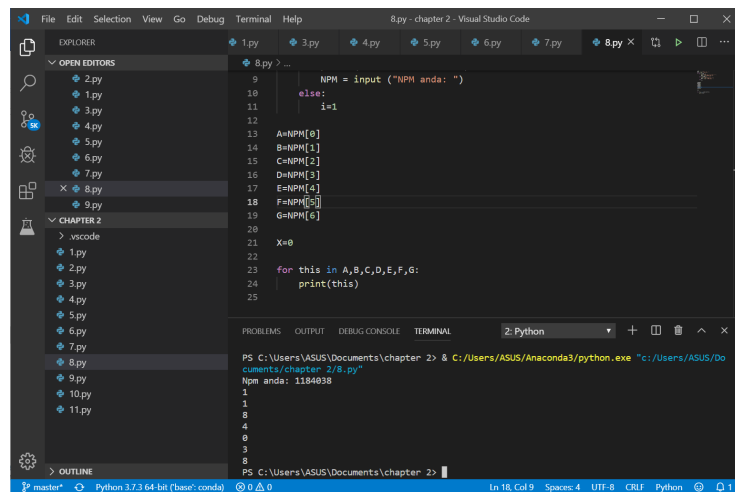 File Edit Selection View Go Debug Terminal Help 8.py - chapter 2 - Visual Studio Code
EXPLORER
OPEN EDITORS
2.py
1.py
3.py
4.py
5.py
6.py
7.py
8.py
9.py
CHAPTER 2
.vscode
1.py
2.py
3.py
4.py
5.py
6.py
7.py
8.py
9.py
10.py
11.py
OUTLINE
5K
1.py 3.py 4.py 5.py 6.py 7.py 8.py
8.py > ...
9 NPM = input ("NPM anda: ")
10 else:
11 i=1
12
13 A=NPM[0]
14 B=NPM[1]
15 C=NPM[2]
16 D=NPM[3]
17 E=NPM[4]
18 F=NPM[5]
19 G=NPM[6]
20
21 X=0
22
23 for this in A,B,C,D,E,F,G:
24 print(this)
25
PROBLEMS OUTPUT DEBUG CONSOLE TERMINAL 2: Python
PS C:\Users\ASUS\Documents\chapter 2> & C:/Users/ASUS/Anaconda3/python.exe "c:/Users/ASUS/Do
cuments/chapter 2/8.py"
Npm anda: 1184038
1
1
8
4
0
3
8
PS C:\Users\ASUS\Documents\chapter 2>
master* Python 3.7.3 64-bit ('base': conda) 0 0 Ln 18, Col 9 Spaces: 4 UTF-8 CRLF Python 1